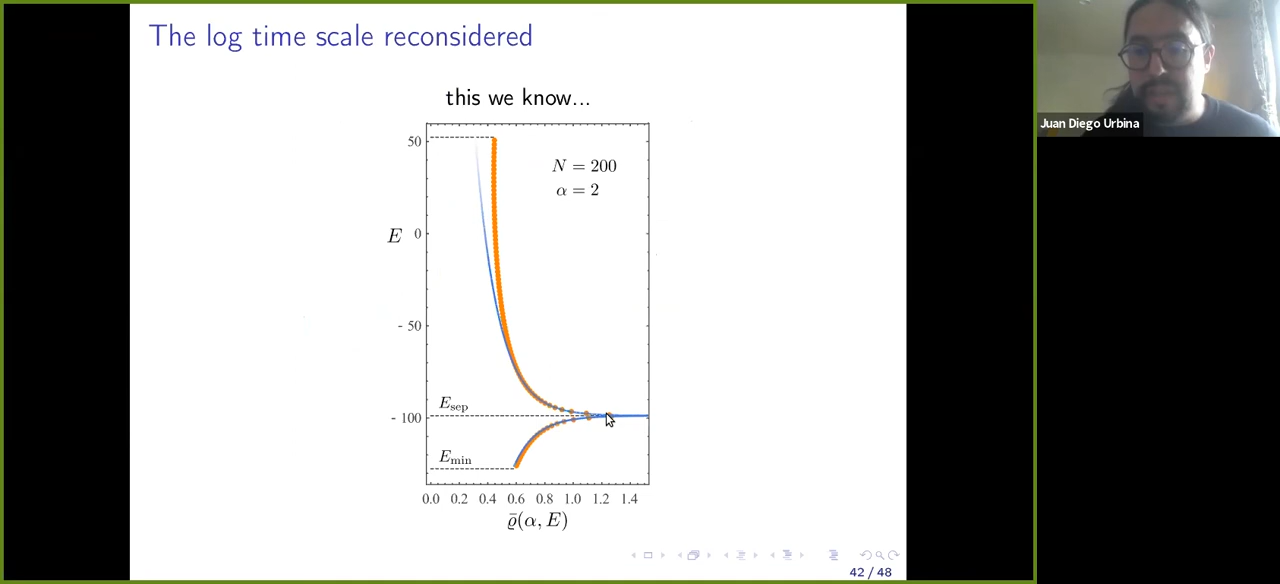 The log time scale reconsidered
this we know...
50
N = 200
α = 2
E 0
- 50
E_sep
- 100
E_min
0.0 0.2 0.4 0.6 0.8 1.0 1.2 1.4
ϱ̄(α, E)
42 / 48
Juan Diego Urbina